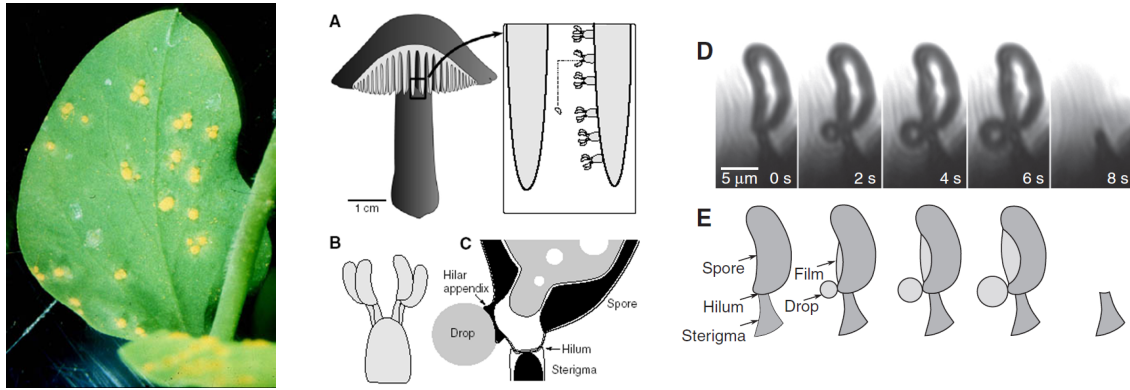 A
1 cm
B
C
Hilar
appendix
Drop
Spore
Hilum
Sterigma
D
5 μm
0 s
2 s
4 s
6 s
8 s
E
Spore
Film
Hilum
Drop
Sterigma